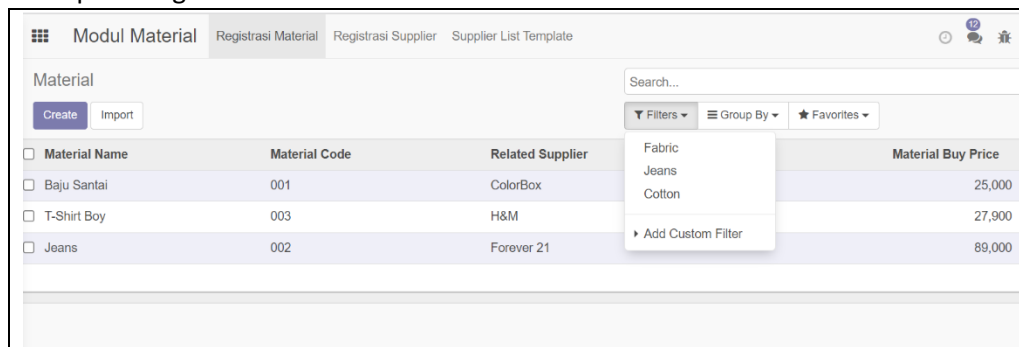 Modul Material Registrasi Material Registrasi Supplier Supplier List Template 12
Material Search...
Create Import Filters Group By Favorites
Material Name Material Code Related Supplier Material Buy Price
Fabric
Jeans
Cotton
Add Custom Filter
Baju Santai 001 ColorBox 25,000
T-Shirt Boy 003 H&M 27,900
Jeans 002 Forever 21 89,000